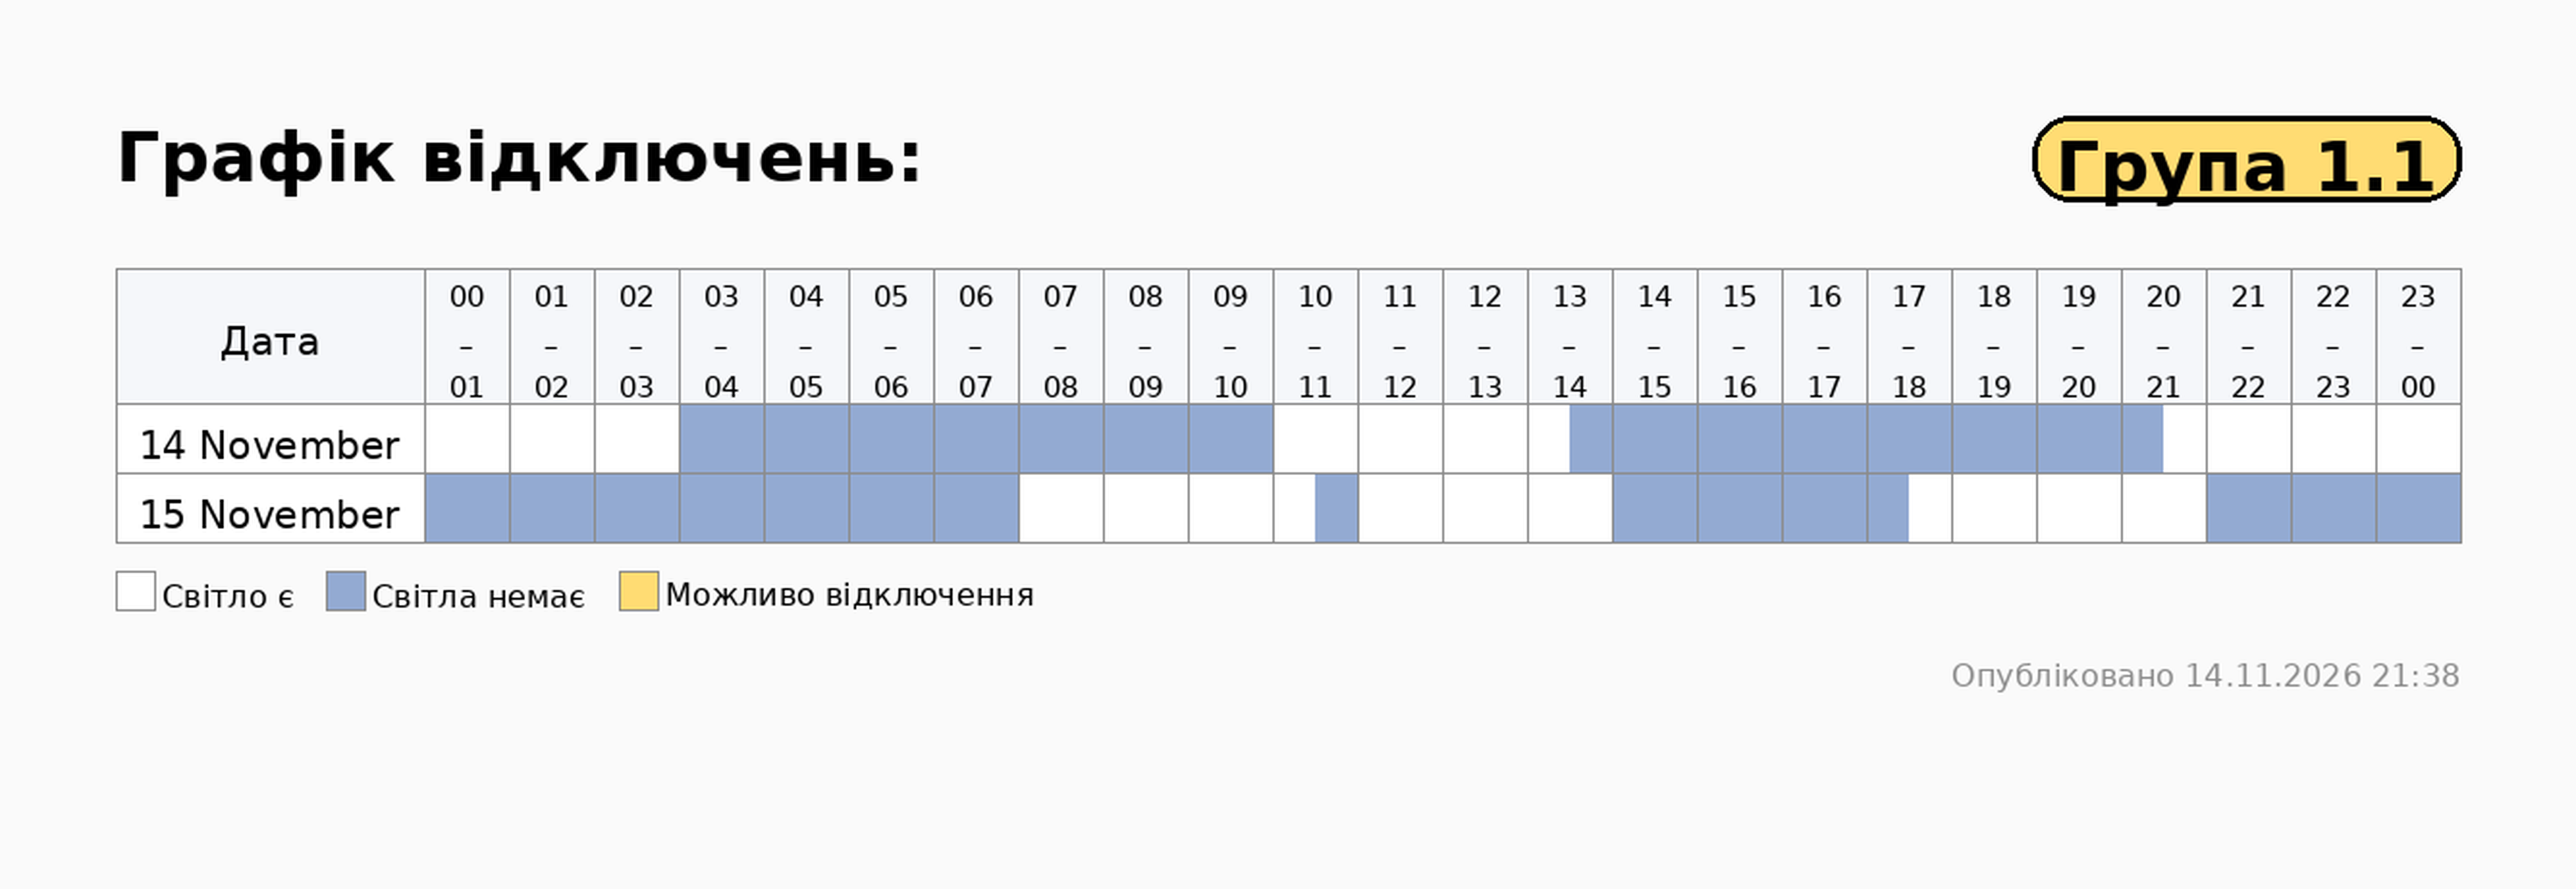 Графік відключень:
Група 1.1
Дата
00 – 01
01 – 02
02 – 03
03 – 04
04 – 05
05 – 06
06 – 07
07 – 08
08 – 09
09 – 10
10 – 11
11 – 12
12 – 13
13 – 14
14 – 15
15 – 16
16 – 17
17 – 18
18 – 19
19 – 20
20 – 21
21 – 22
22 – 23
23 – 00
14 November
15 November
Світло є
Світла немає
Можливо відключення
Опубліковано 14.11.2026 21:38